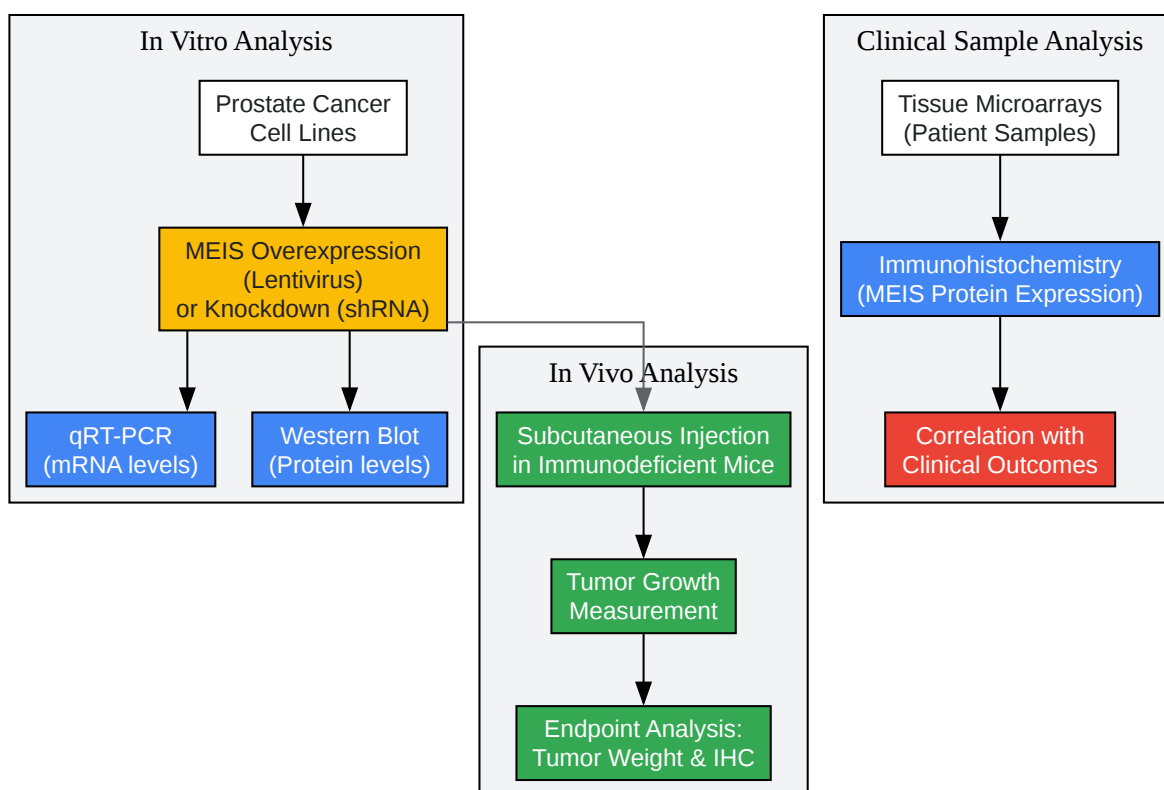 In Vitro Analysis
Prostate Cancer
Cell Lines
MEIS Overexpression
(Lentivirus)
or Knockdown (shRNA)
qRT-PCR
(mRNA levels)
Western Blot
(Protein levels)
In Vivo Analysis
Subcutaneous Injection
in Immunodeficient Mice
Tumor Growth
Measurement
Endpoint Analysis:
Tumor Weight & IHC
Clinical Sample Analysis
Tissue Microarrays
(Patient Samples)
Immunohistochemistry
(MEIS Protein Expression)
Correlation with
Clinical Outcomes